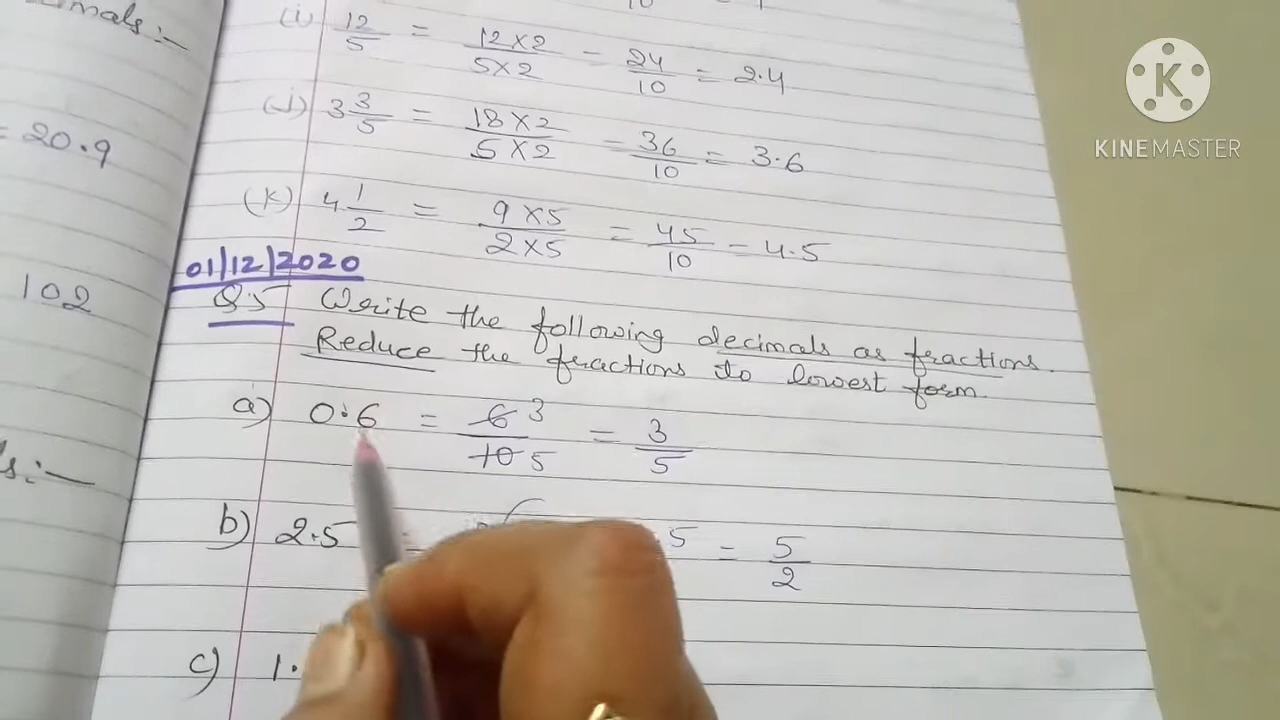 imals:-
= 20.9
102
s:-
10
(i) 12/5 = 12×2/5×2 = 24/10 = 2.4
(J) 3 3/5 = 18×2/5×2 = 36/10 = 3.6
(K) 4 1/2 = 9×5/2×5 = 45/10 = 4.5
01/12/2020
Q.5 Write the following decimals as fractions.
Reduce the fractions to lowest form.
a) 0.6 = 6 3/10 5 = 3/5
b) 2.5 = 5 = 5/2
c) 1.
K
KINEMASTER